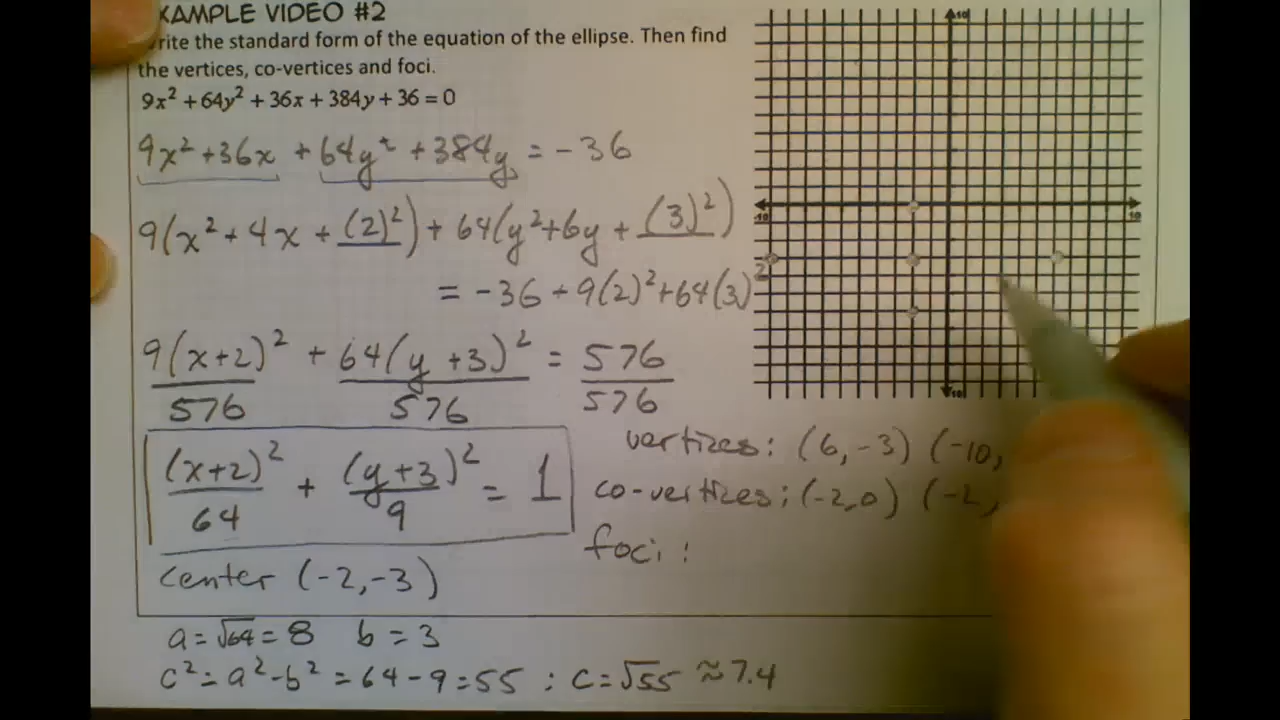 XAMPLE VIDEO #2
rite the standard form of the equation of the ellipse. Then find
the vertices, co-vertices and foci.
9x² + 64y² + 36x + 384y + 36 = 0
9x² + 36x + 64y² + 384y = -36
9(x² + 4x + (2)²) + 64(y² + 6y + (3)²)
= -36 + 9(2)² + 64(3)²
9(x+2)²/576 + 64(y+3)²/576 = 576/576
(x+2)²/64 + (y+3)²/9 = 1
center (-2,-3)
a = √64 = 8 b = 3
c² = a² - b² = 64 - 9 = 55 ; c = √55 ≈ 7.4
10
-10
10
-10
vertizes: (6,-3) (-10,
co-vertizes: (-2,0) (-2,
foci: